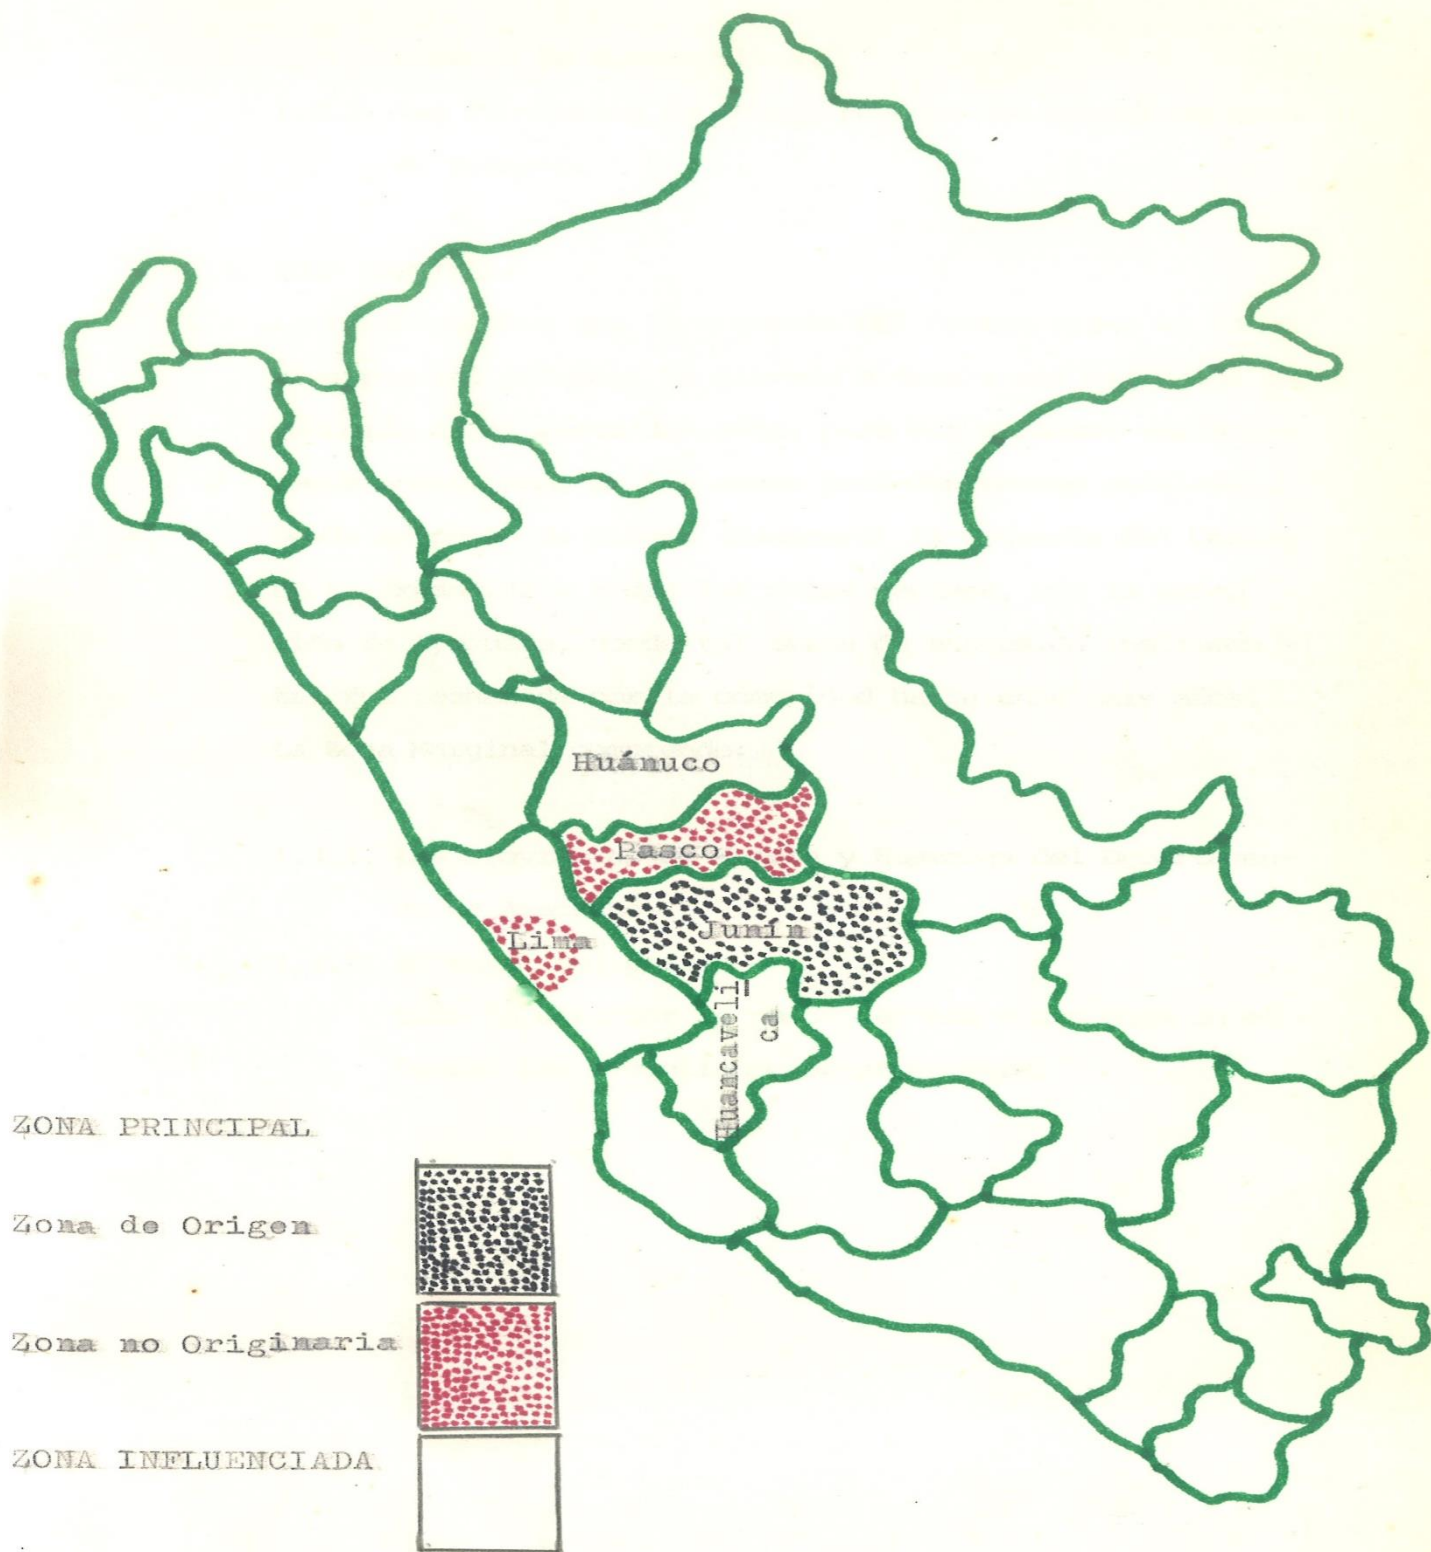 Huánuco
Pasco
Junín
Lima
Huancaveli
ca
ZONA PRINCIPAL
Zona de Origen
Zona no Originaria
ZONA INFLUENCIADA